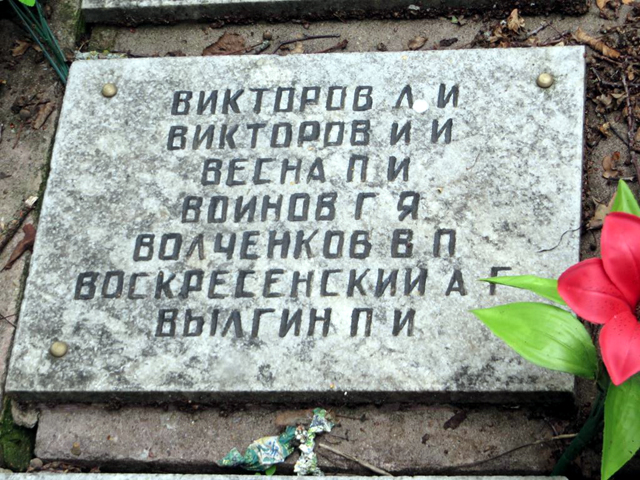 ВИКТОРОВ Л И
ВИКТОРОВ И И
ВЕСНА П И
ВОИНОВ Г Я
ВОЛЧЕНКОВ В П
ВОСКРЕСЕНСКИЙ А Г
ВЫЛГИН П И